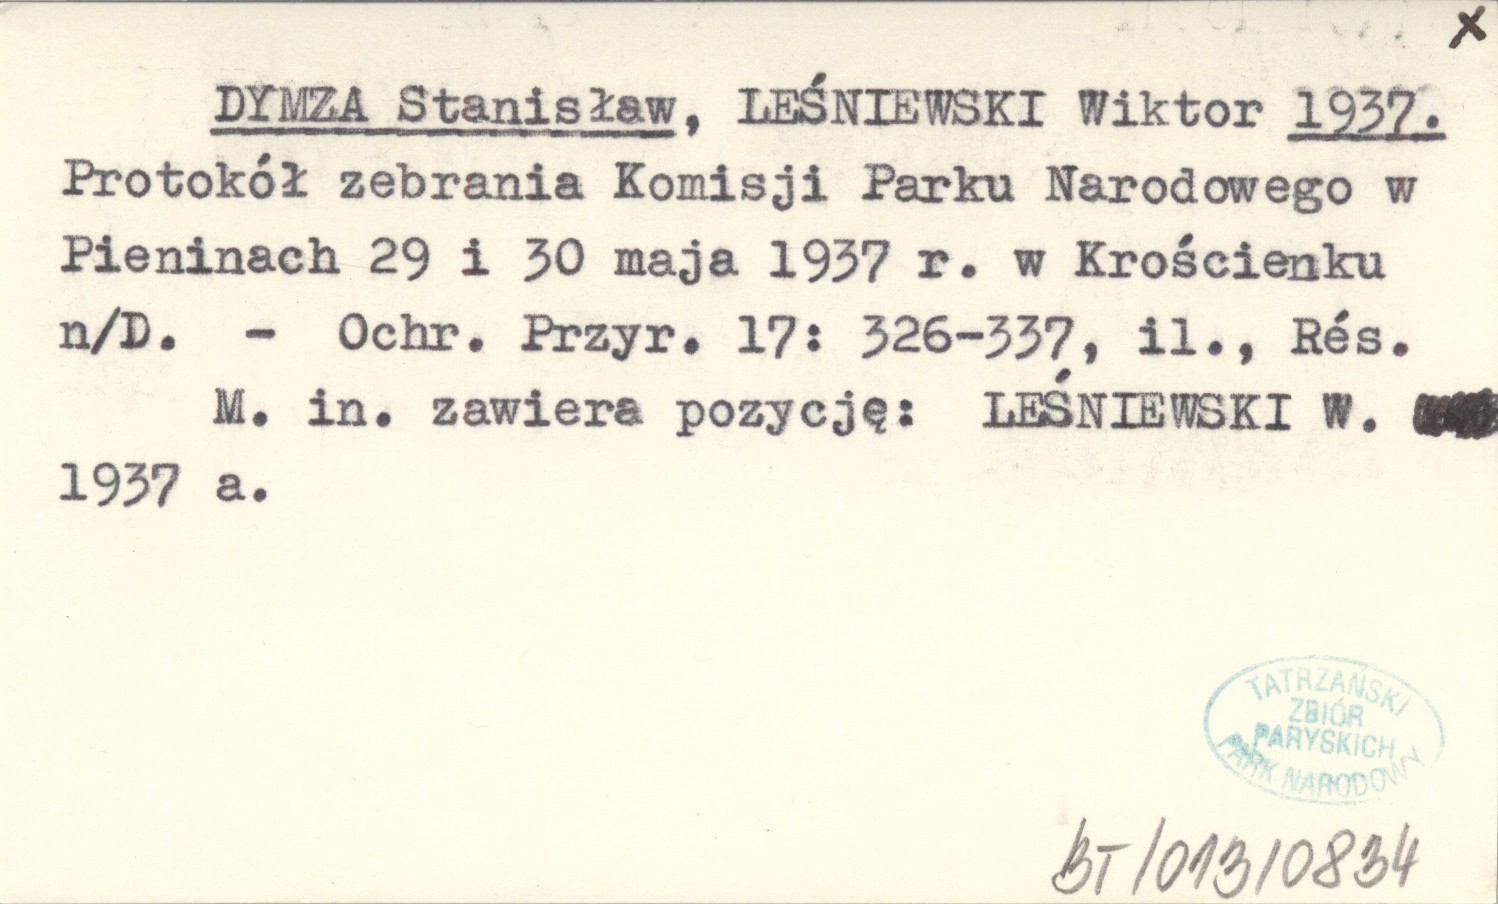 x
DYMZA Stanisław, LEŚNIEWSKI Wiktor 1937.
Protokół zebrania Komisji Parku Narodowego w
Pieninach 29 i 30 maja 1937 r. w Krościenku
n/D. - Ochr. Przyr. 17: 326-337, il., Rés.
M. in. zawiera pozycję: LEŚNIEWSKI W.
1937 a.
TATRZAŃSKI
ZBIÓR
PARYSKICH
PARK NARODOWY
BT/013/0834